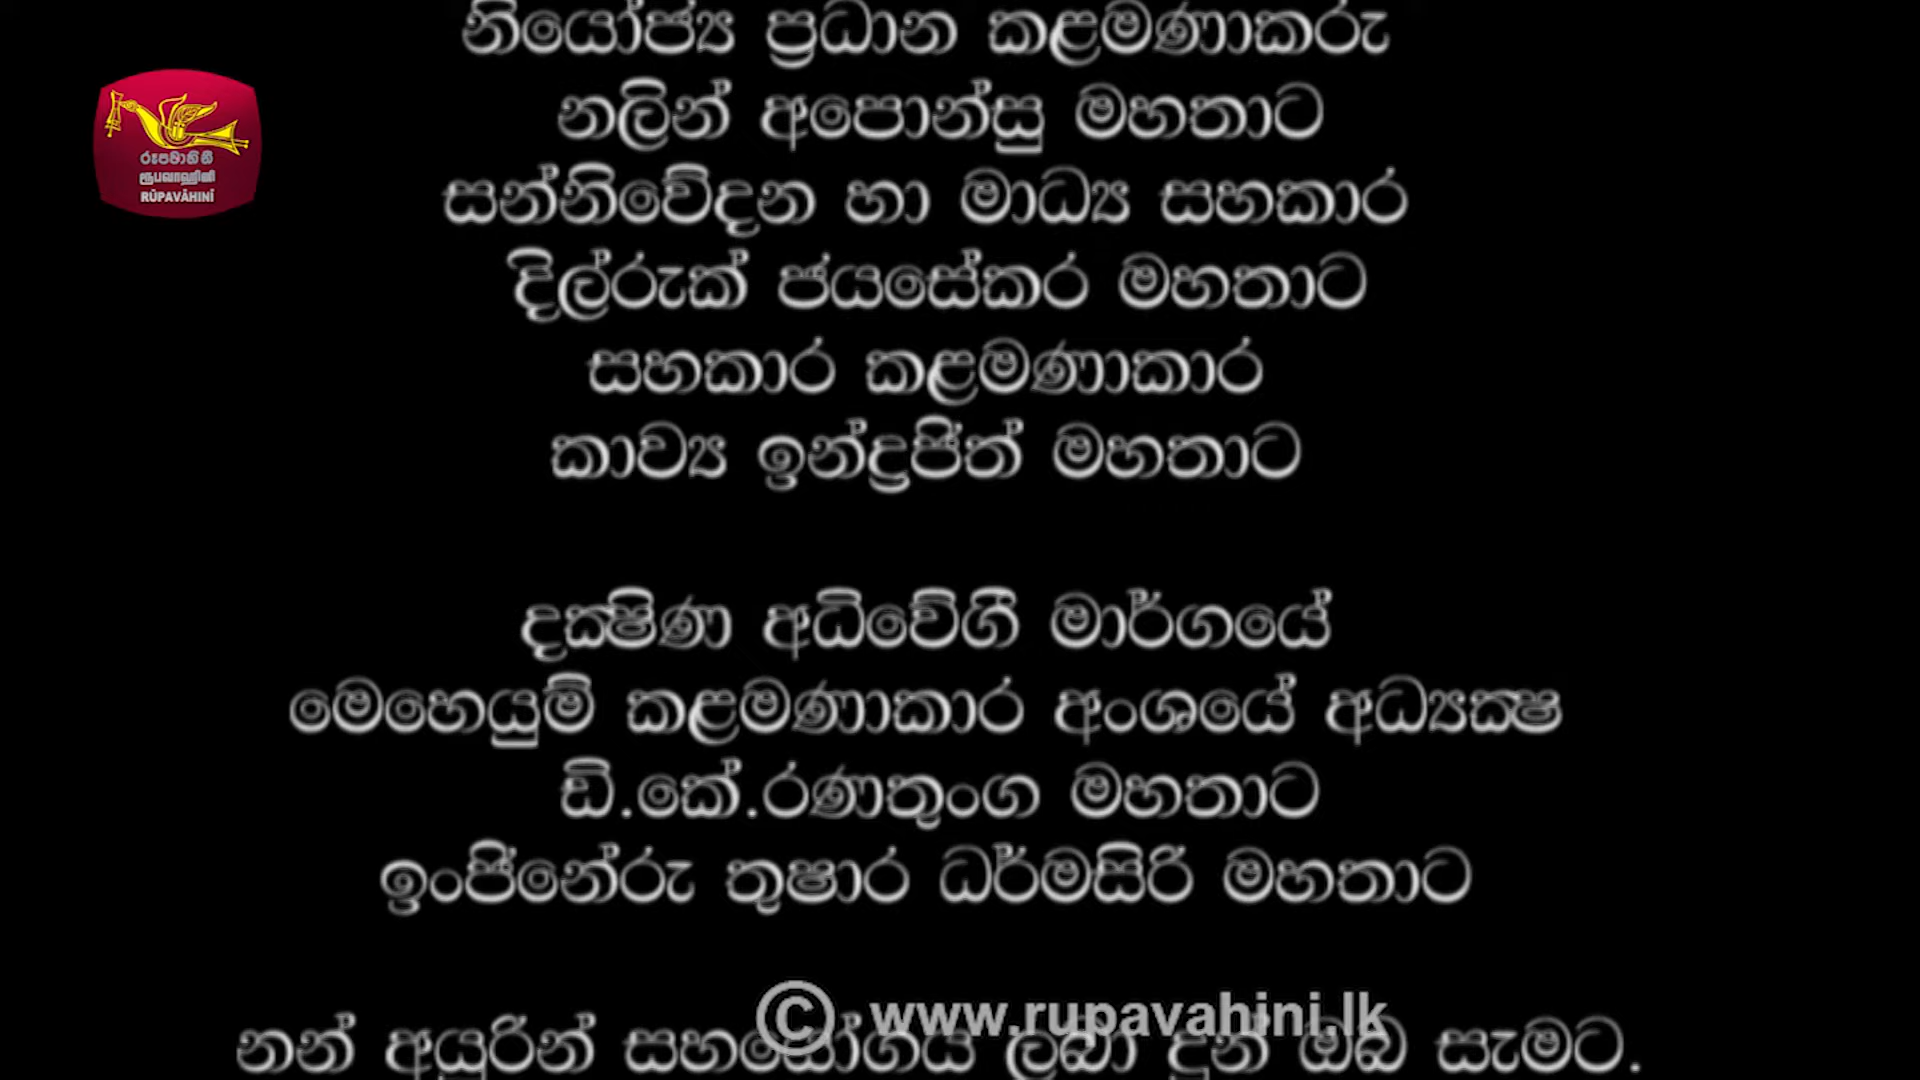 නියෝජ්‍ය ප්‍රධාන කළමණාකරු
නලින් අපොන්සු මහතාට
සන්නිවේදන හා මාධ්‍ය සහකාර
දිල්රුක් ජයසේකර මහතාට
සහකාර කළමණාකාර
කාව්‍ය ඉන්ද්‍රජිත් මහතාට
දක්‍ෂිණ අධිවේගී මාර්ගයේ
මෙහෙයුම් කළමණාකාර අංශයේ අධ්‍යක්‍ෂ
ඩී.කේ.රණතුංග මහතාට
ඉංජිනේරු තුෂාර ධර්මසිරි මහතාට
නන් අයුරින් සහයෝගය ලබා දුන් ඔබ සැමට.
රූපවාහිනී
ரூபவாஹினி
RŪPAVĀHINĪ
© www.rupavahini.lk